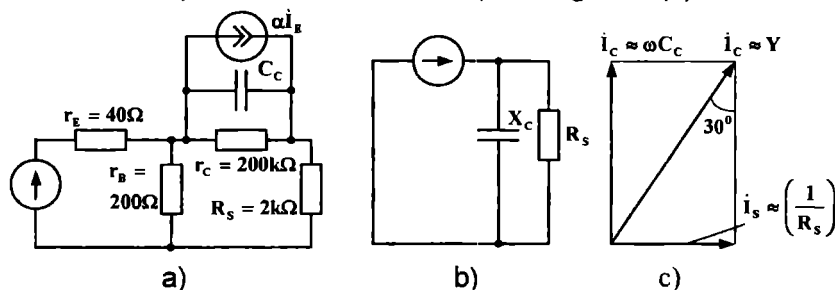 αİ_E
C_C
r_E = 40Ω
r_C = 200kΩ
r_B =
200Ω
R_S = 2kΩ
a)
X_C
R_S
b)
İ_C ≈ ωC_C
İ_C ≈ Y
30⁰
İ_S ≈ (1/R_S)
c)